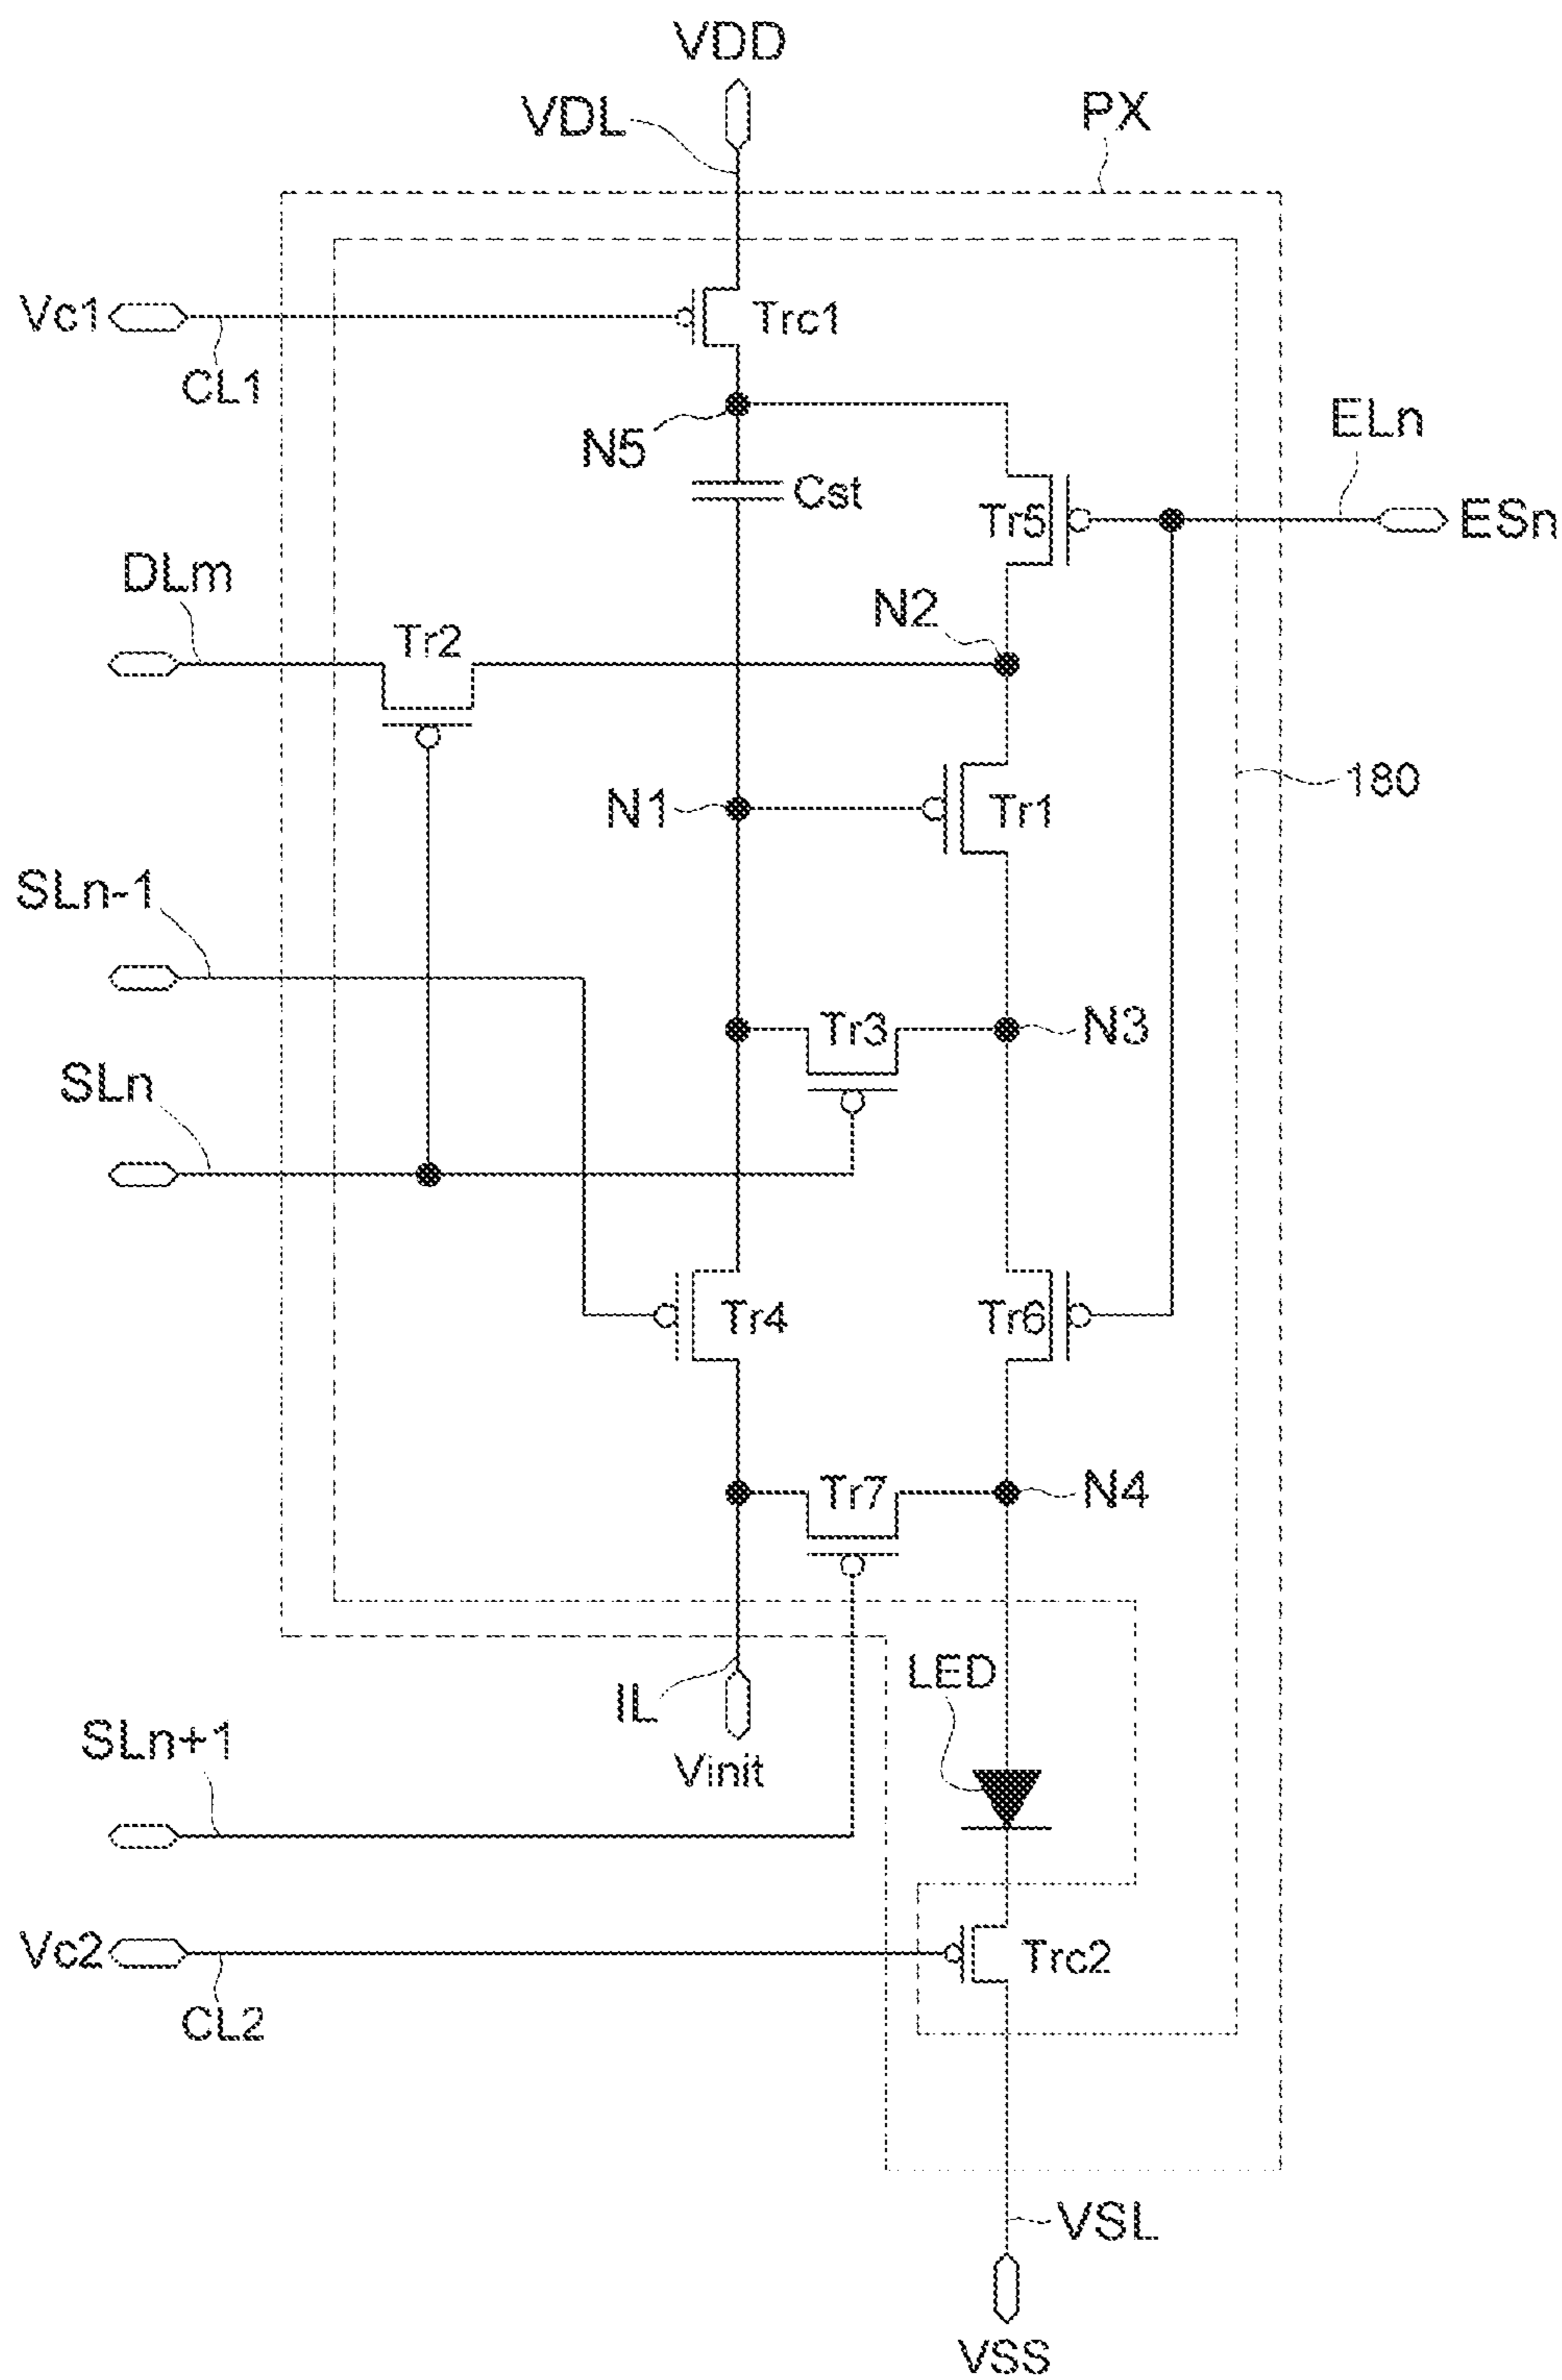 VDD
VDL
PX
Vc1
Trc1
CL1
N5
ELn
Cst
Tr5
ESn
DLm
N2
Tr2
N1
Tr1
180
SLn-1
Tr3
N3
SLn
Tr4
Tr6
Tr7
N4
LED
IL
SLn+1
Vinit
Vc2
Trc2
CL2
VSL
VSS